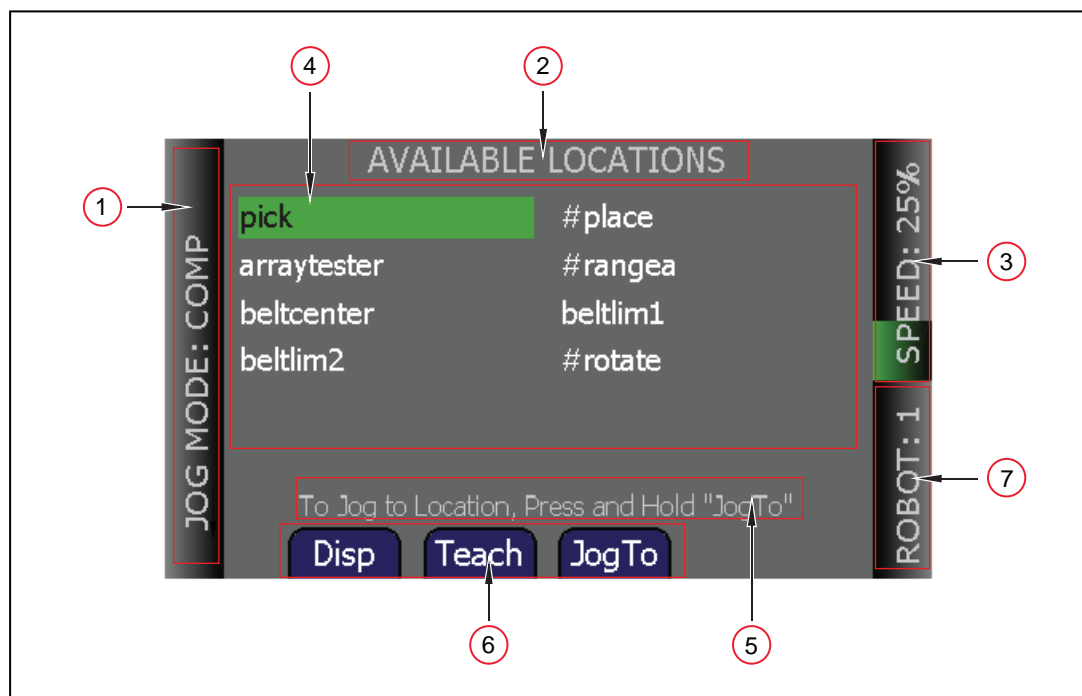 4
2
AVAILABLE LOCATIONS
1
JOG MODE: COMP
pick
#place
arraytester
#rangea
beltcenter
beltlim1
beltlim2
#rotate
SPEED: 25%
3
ROBOT: 1
7
To Jog to Location, Press and Hold "JogTo"
Disp
Teach
JogTo
6
5